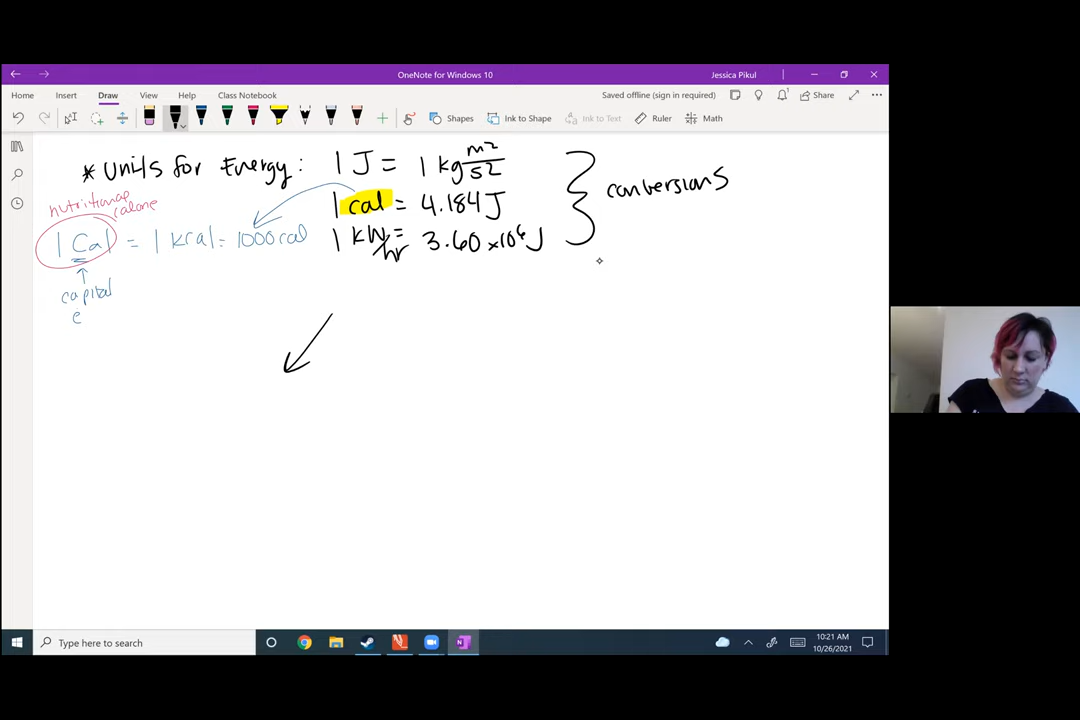 OneNote for Windows 10
Jessica Pikul
Home Insert Draw View Help Class Notebook
Saved offline (sign in required)
Share
Shapes
Ink to Shape
Ink to Text
Ruler
Math
* Units for Energy: 1 J = 1 kg m2/s2
1 cal = 4.184 J
1 kW/hr = 3.60 x10^6 J
conversions
nutritional
calorie
1 Cal = 1 kcal = 1000 cal
capital
c
Type here to search
10:21 AM
10/26/2021